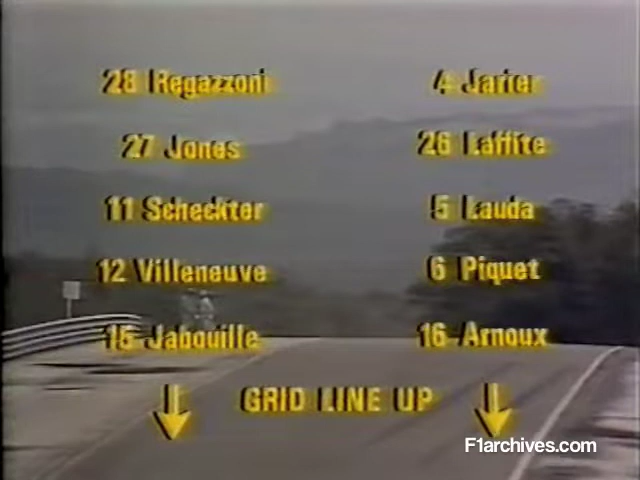 28 Regazzoni 4 Jarier
27 Jones 26 Laffite
11 Scheckter 5 Lauda
12 Villeneuve 6 Piquet
15 Jabouille 16 Arnoux
GRID LINE UP
F1archives.com